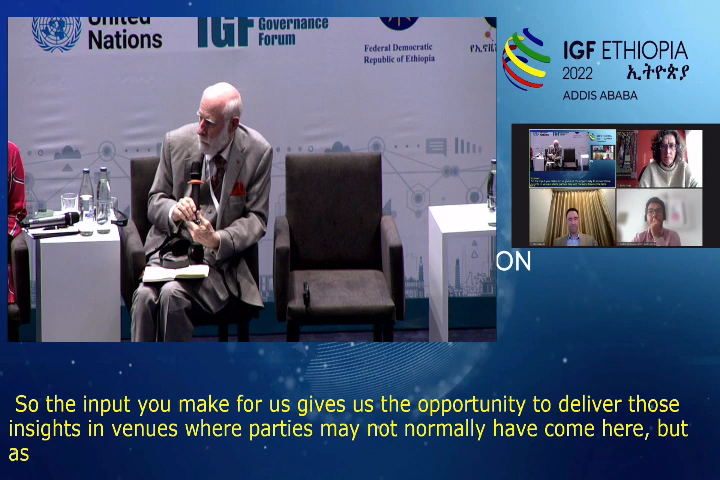 United
Nations
IGF
Governance
Forum
Federal Democratic
Republic of Ethiopia
IGF ETHIOPIA
2022 ኢትዮጵያ
ADDIS ABABA
ON
So the input you make for us gives us the opportunity to deliver those
insights in venues where parties may not normally have come here, but
as